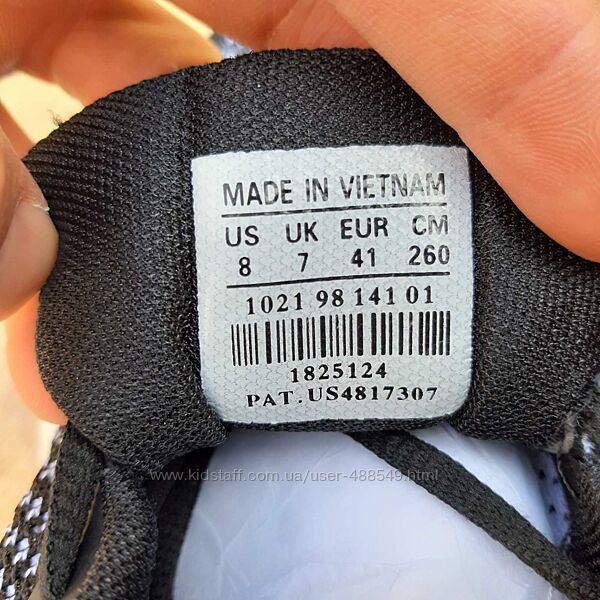 MADE IN VIETNAM
US UK EUR CM
8 7 41 260
1021 98 141 01
1825124
PAT.US4817307
www.kidstaff.com.ua/user-488549.html